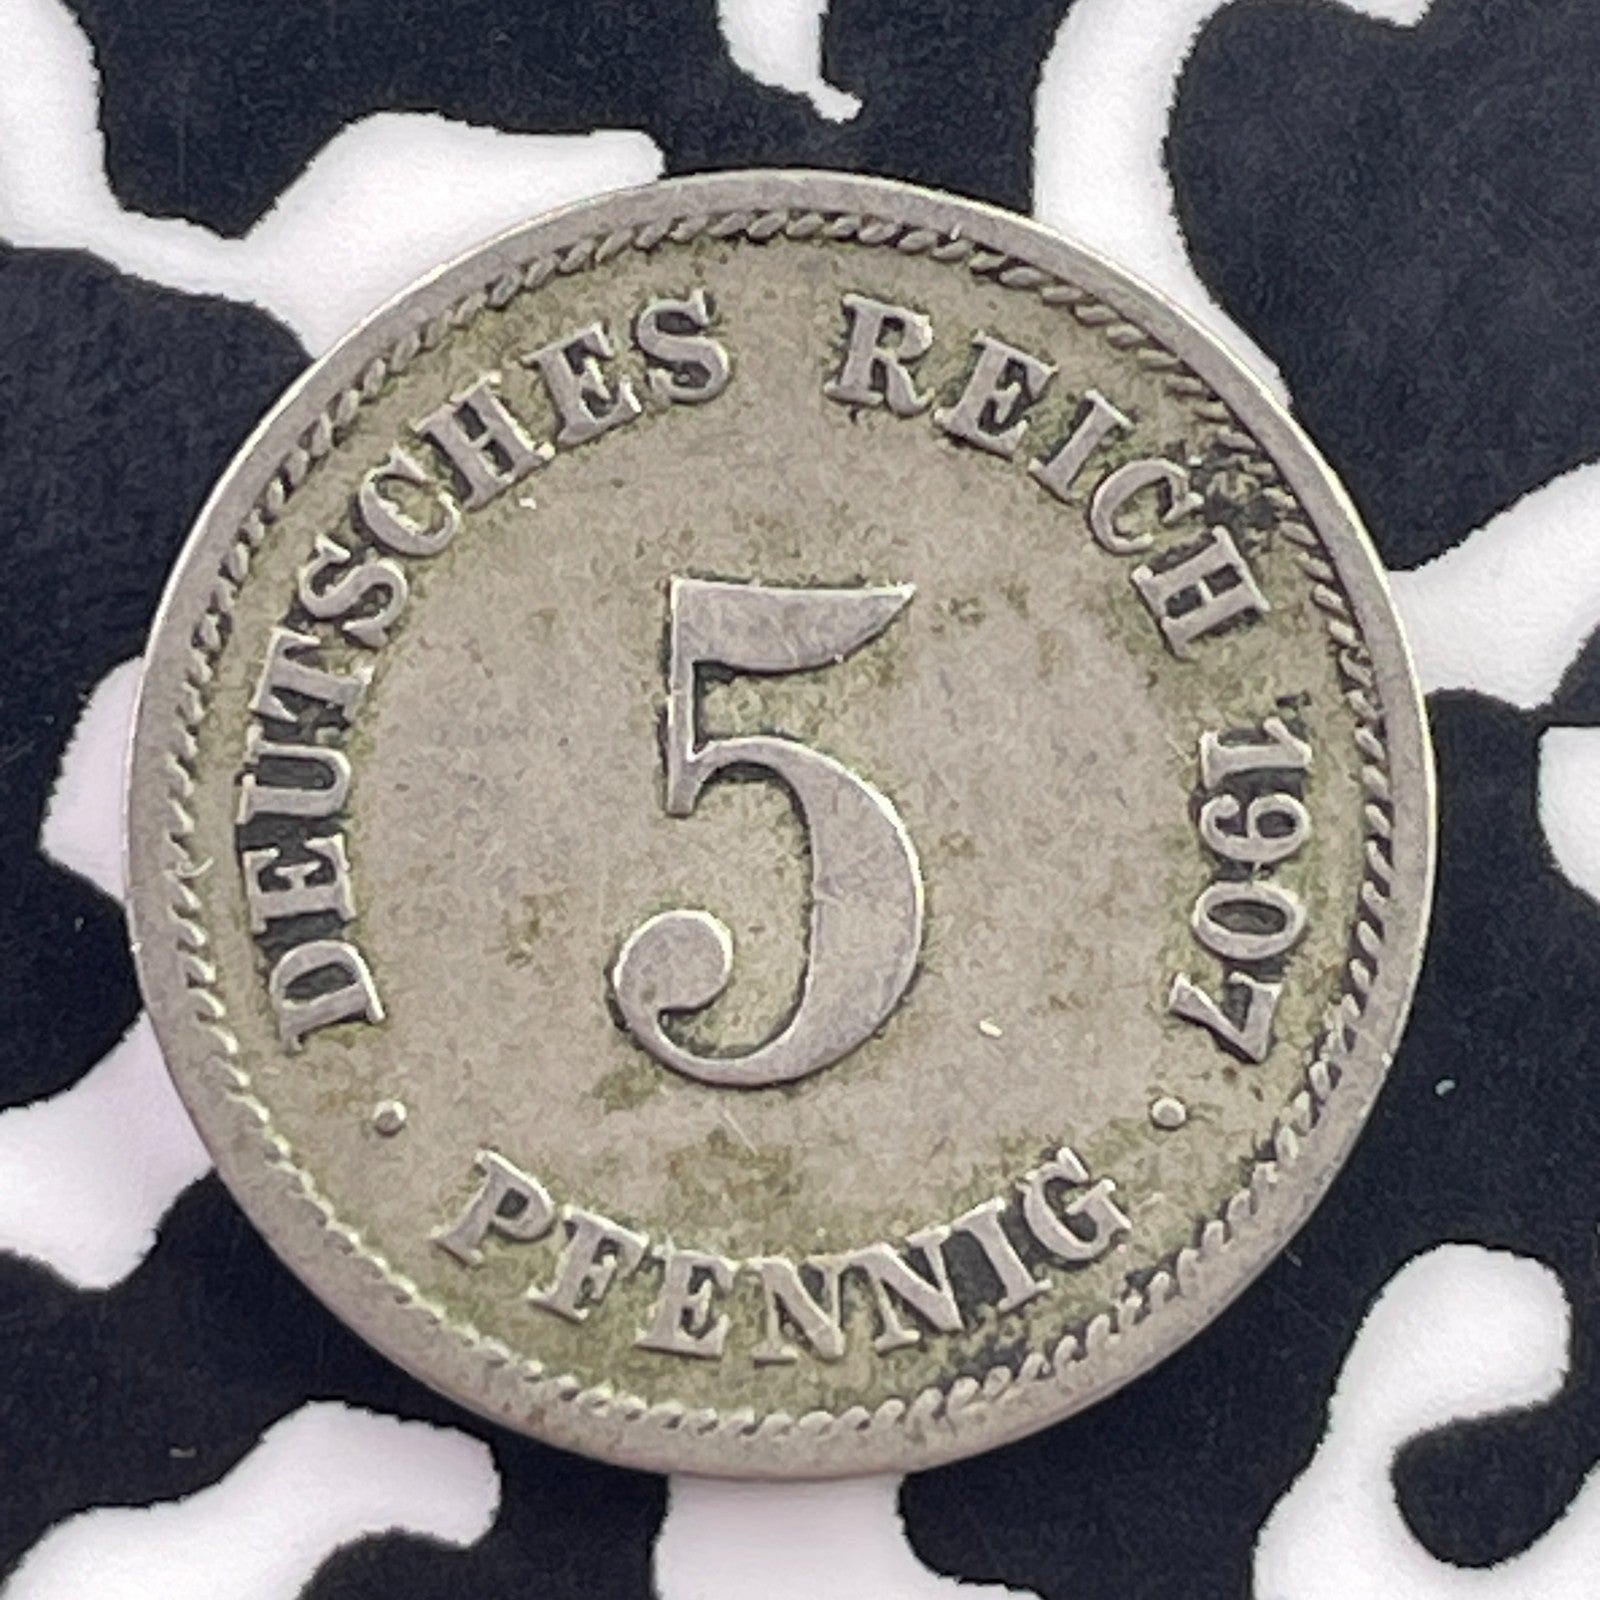 DEUTSCHES REICH 1907
5
· PFENNIG ·